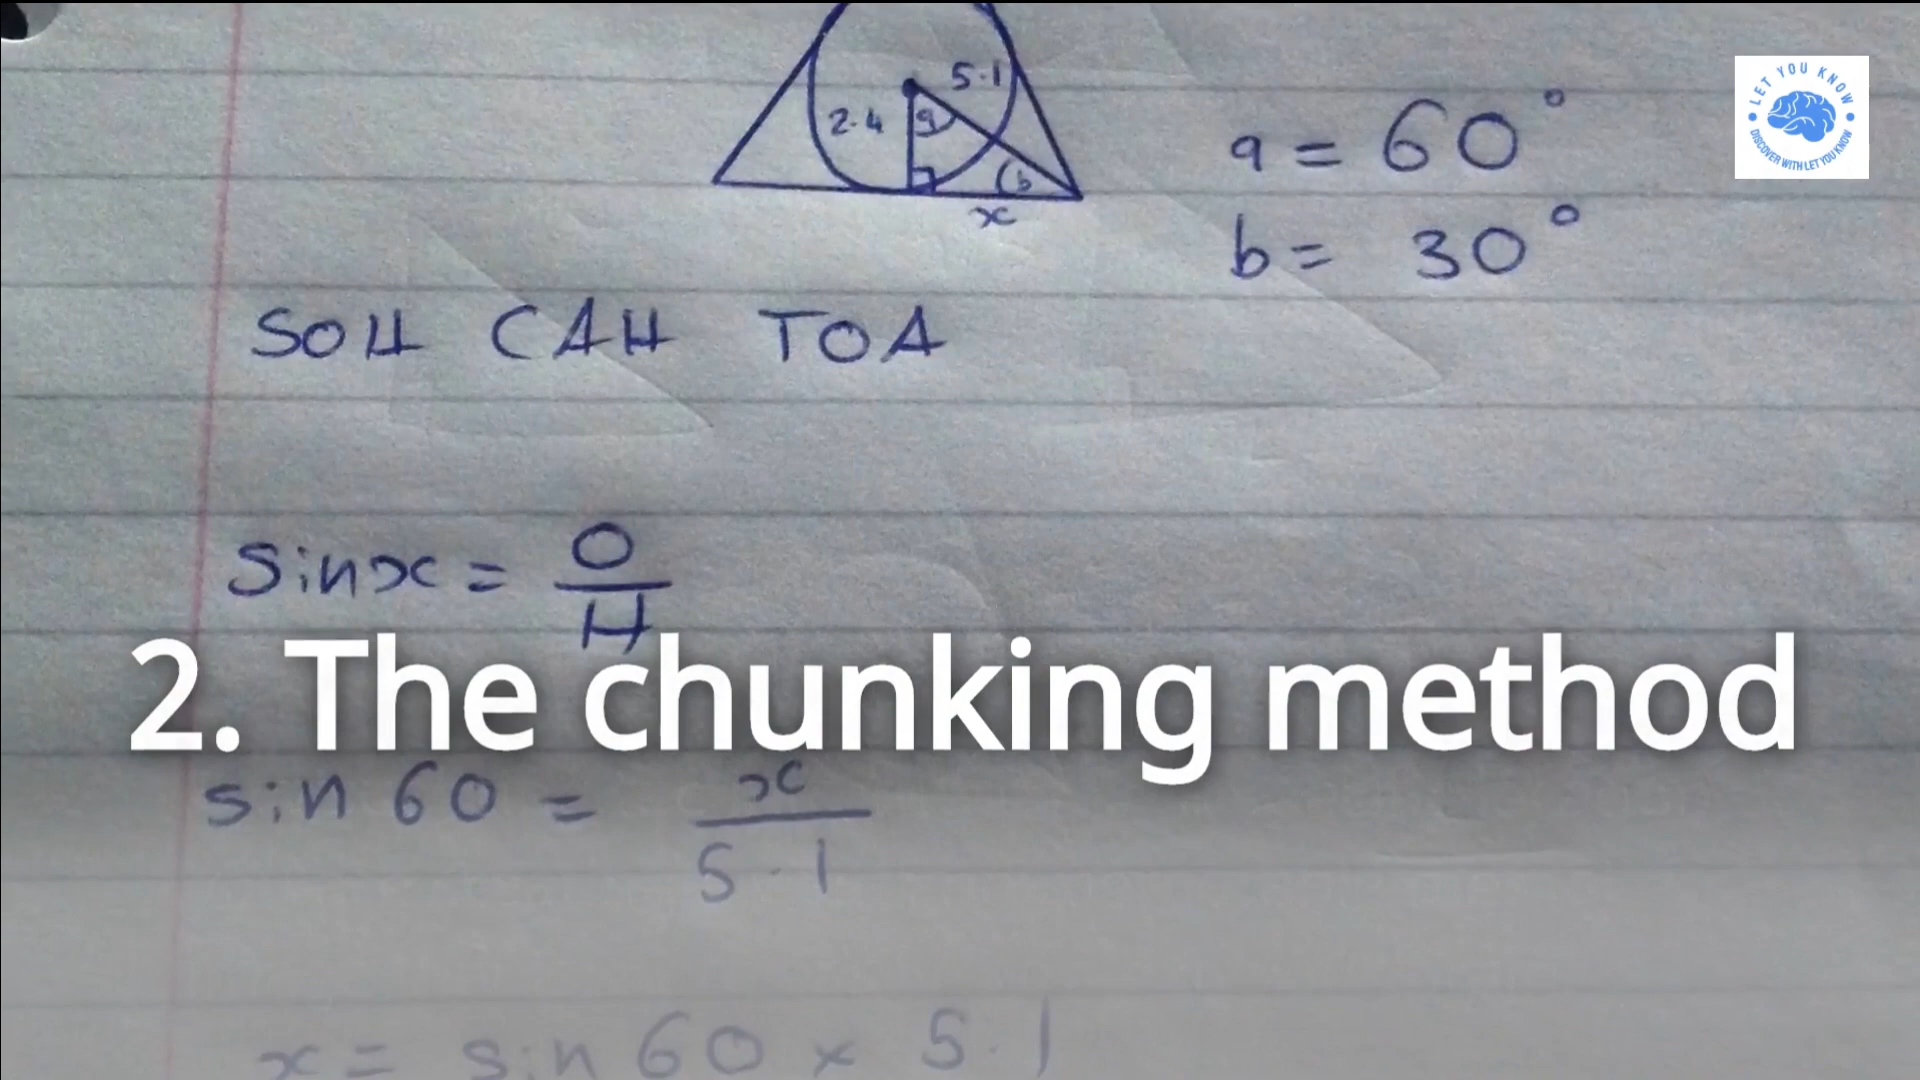 5.1
2.4 a
b
x
a = 60°
b = 30°
LET YOU KNOW
DISCOVER WITH LET YOU KNOW
SOH CAH TOA
sinx = O
H
2. The chunking method
sin 60 = x
5.1
x = sin 60 × 5.1